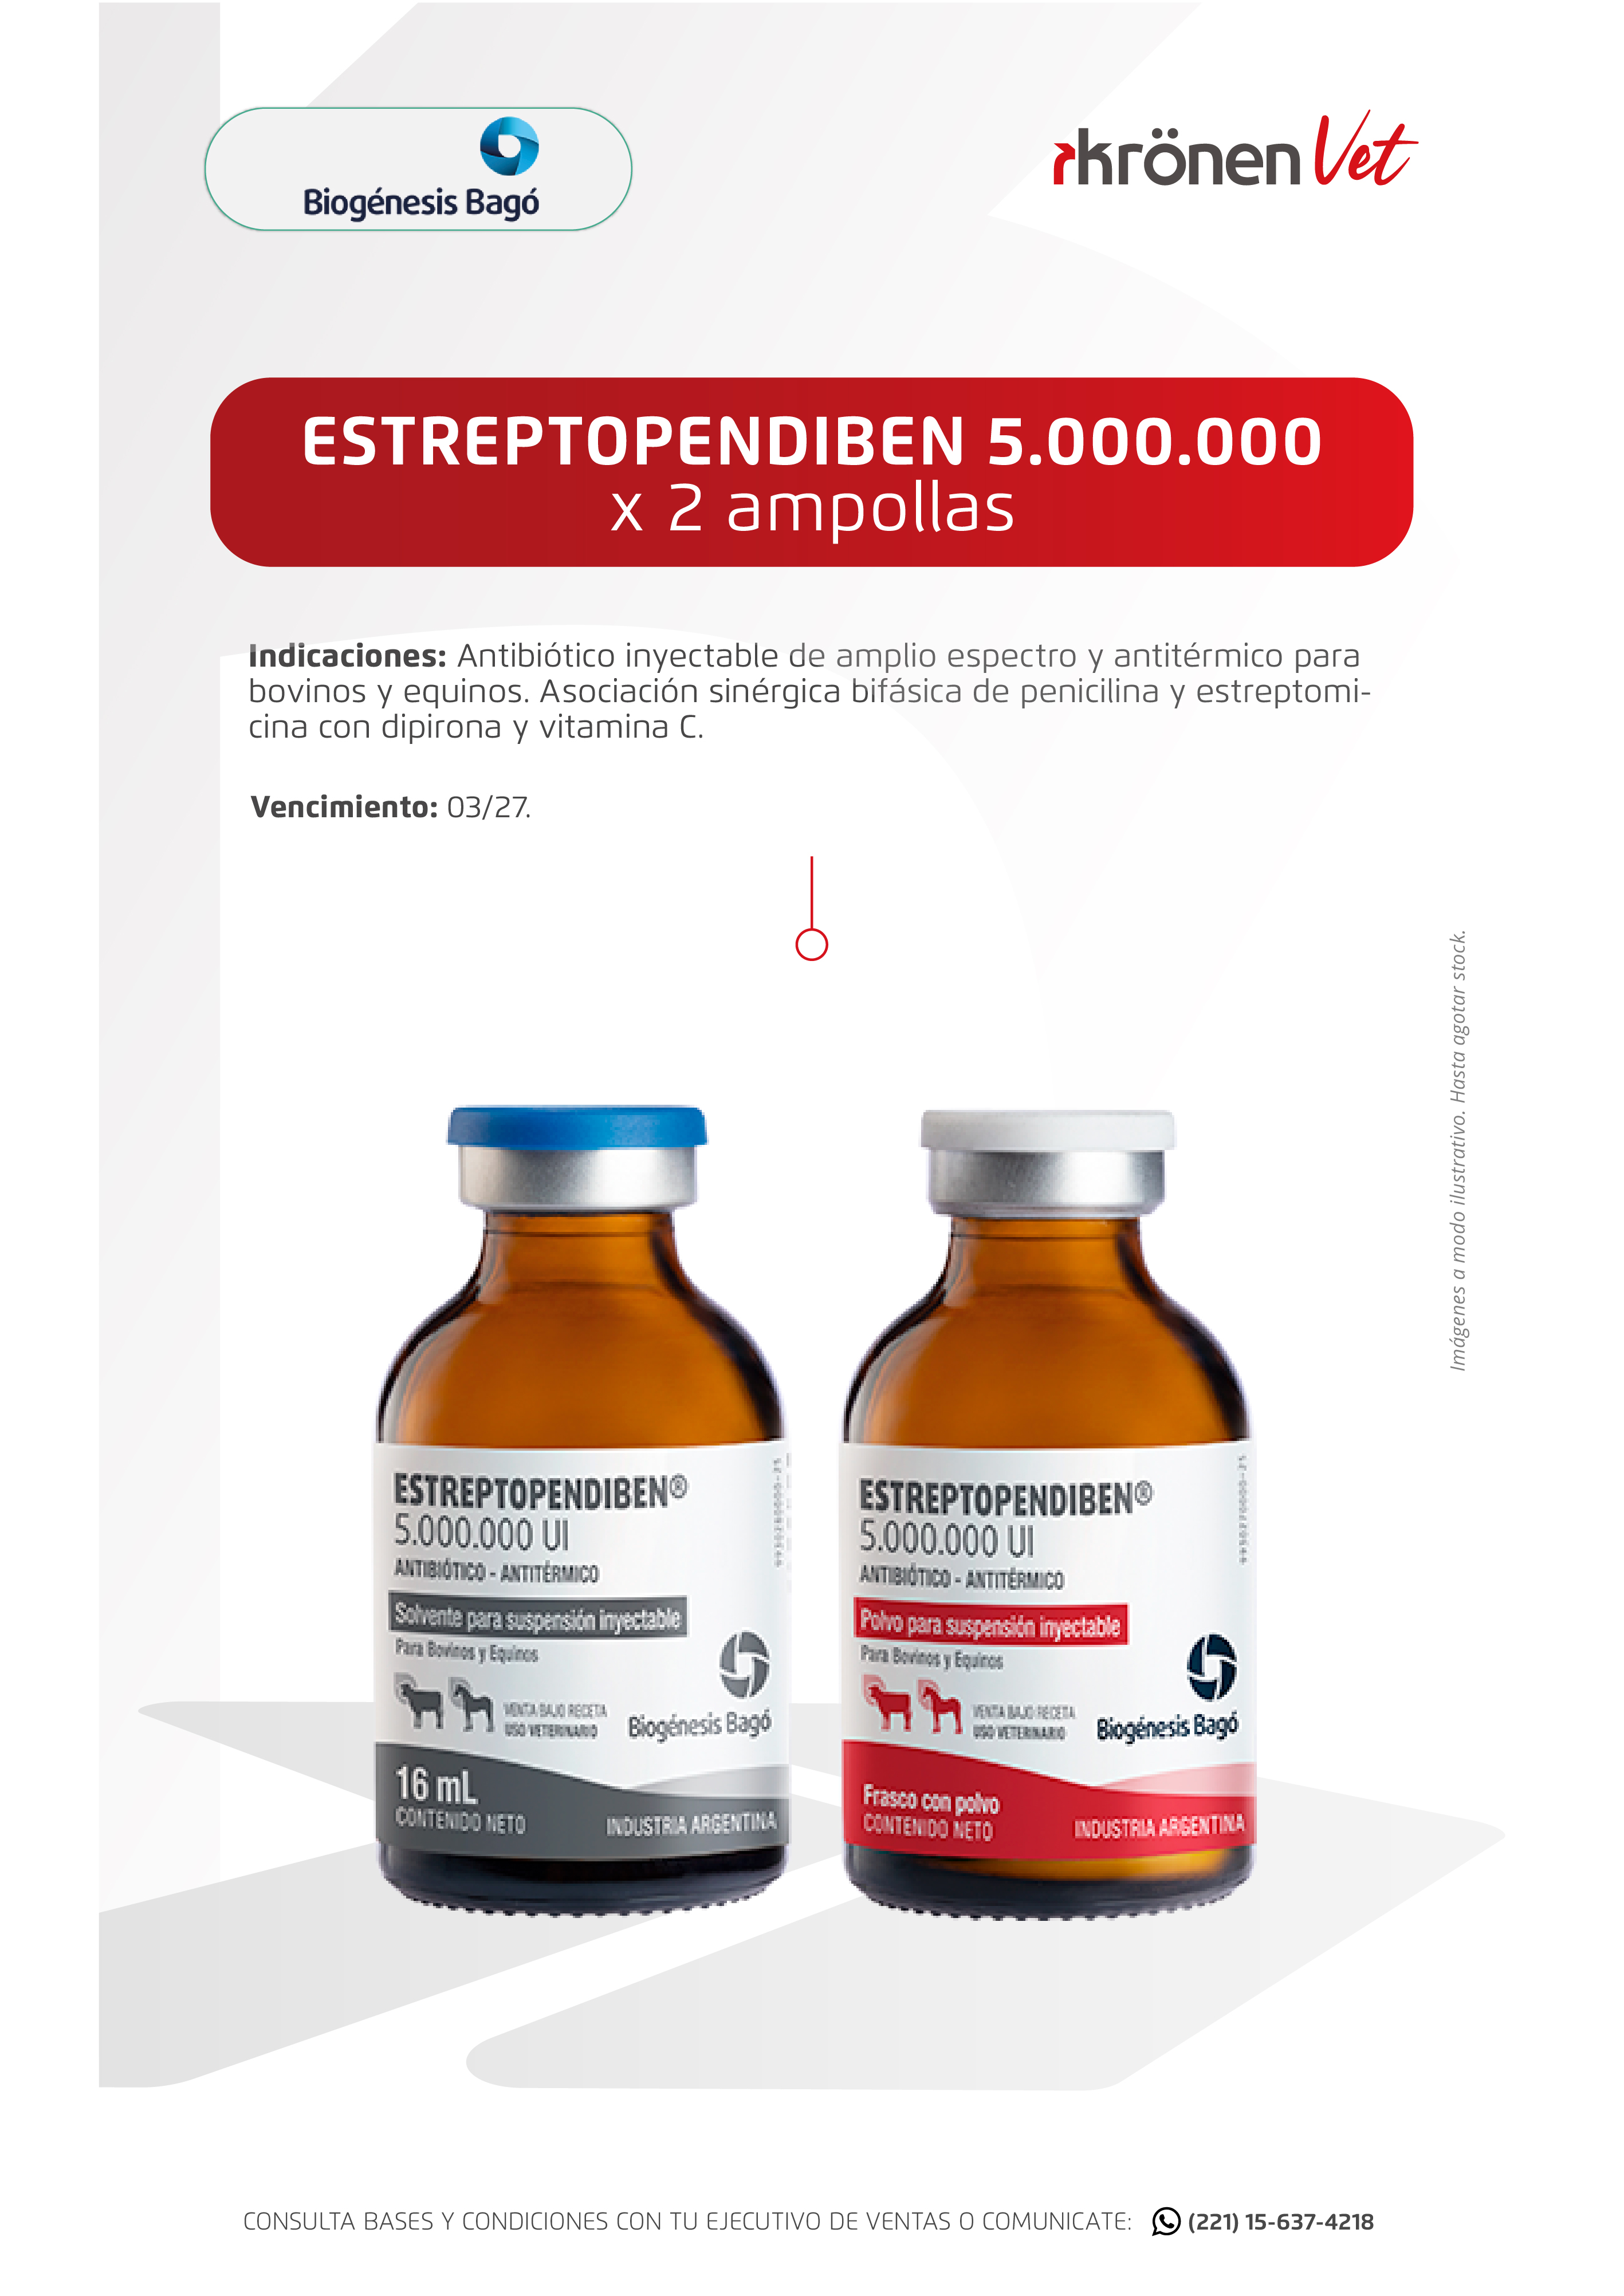 Biogénesis Bagó
krönen Vet
ESTREPTOPENDIBEN 5.000.000
x 2 ampollas
Indicaciones: Antibiótico inyectable de amplio espectro y antitérmico para
bovinos y equinos. Asociación sinérgica bifásica de penicilina y estreptomi-
cina con dipirona y vitamina C.
Vencimiento: 03/27.
Imágenes a modo ilustrativo. Hasta agotar stock.
ESTREPTOPENDIBEN®
5.000.000 UI
ANTIBIÓTICO - ANTITÉRMICO
Solvente para suspensión inyectable
Para Bovinos y Equinos
VENTA BAJO RECETA
USO VETERINARIO
Biogénesis Bagó
16 mL
CONTENIDO NETO
INDUSTRIA ARGENTINA
ESTREPTOPENDIBEN®
5.000.000 UI
ANTIBIÓTICO - ANTITÉRMICO
Polvo para suspensión inyectable
Para Bovinos y Equinos
VENTA BAJO RECETA
USO VETERINARIO
Biogénesis Bagó
Frasco con polvo
CONTENIDO NETO
INDUSTRIA ARGENTINA
CONSULTA BASES Y CONDICIONES CON TU EJECUTIVO DE VENTAS O COMUNICATE: (221) 15-637-4218